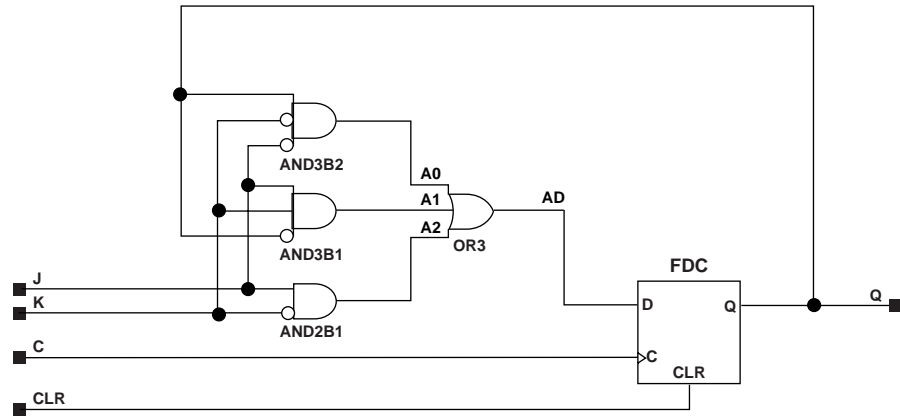 AND3B2
A0
A1
AD
A2
AND3B1
OR3
FDC
J
K
AND2B1
D
Q
Q
C
C
CLR
CLR